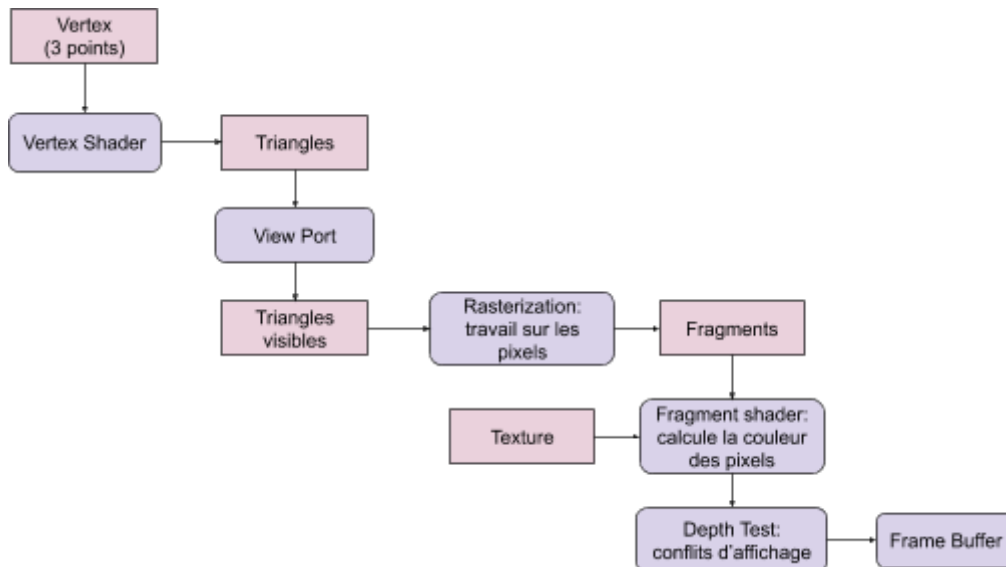 Vertex
(3 points)
Vertex Shader
Triangles
View Port
Triangles
visibles
Rasterization:
travail sur les
pixels
Fragments
Texture
Fragment shader:
calcule la couleur
des pixels
Depth Test:
conflits d'affichage
Frame Buffer